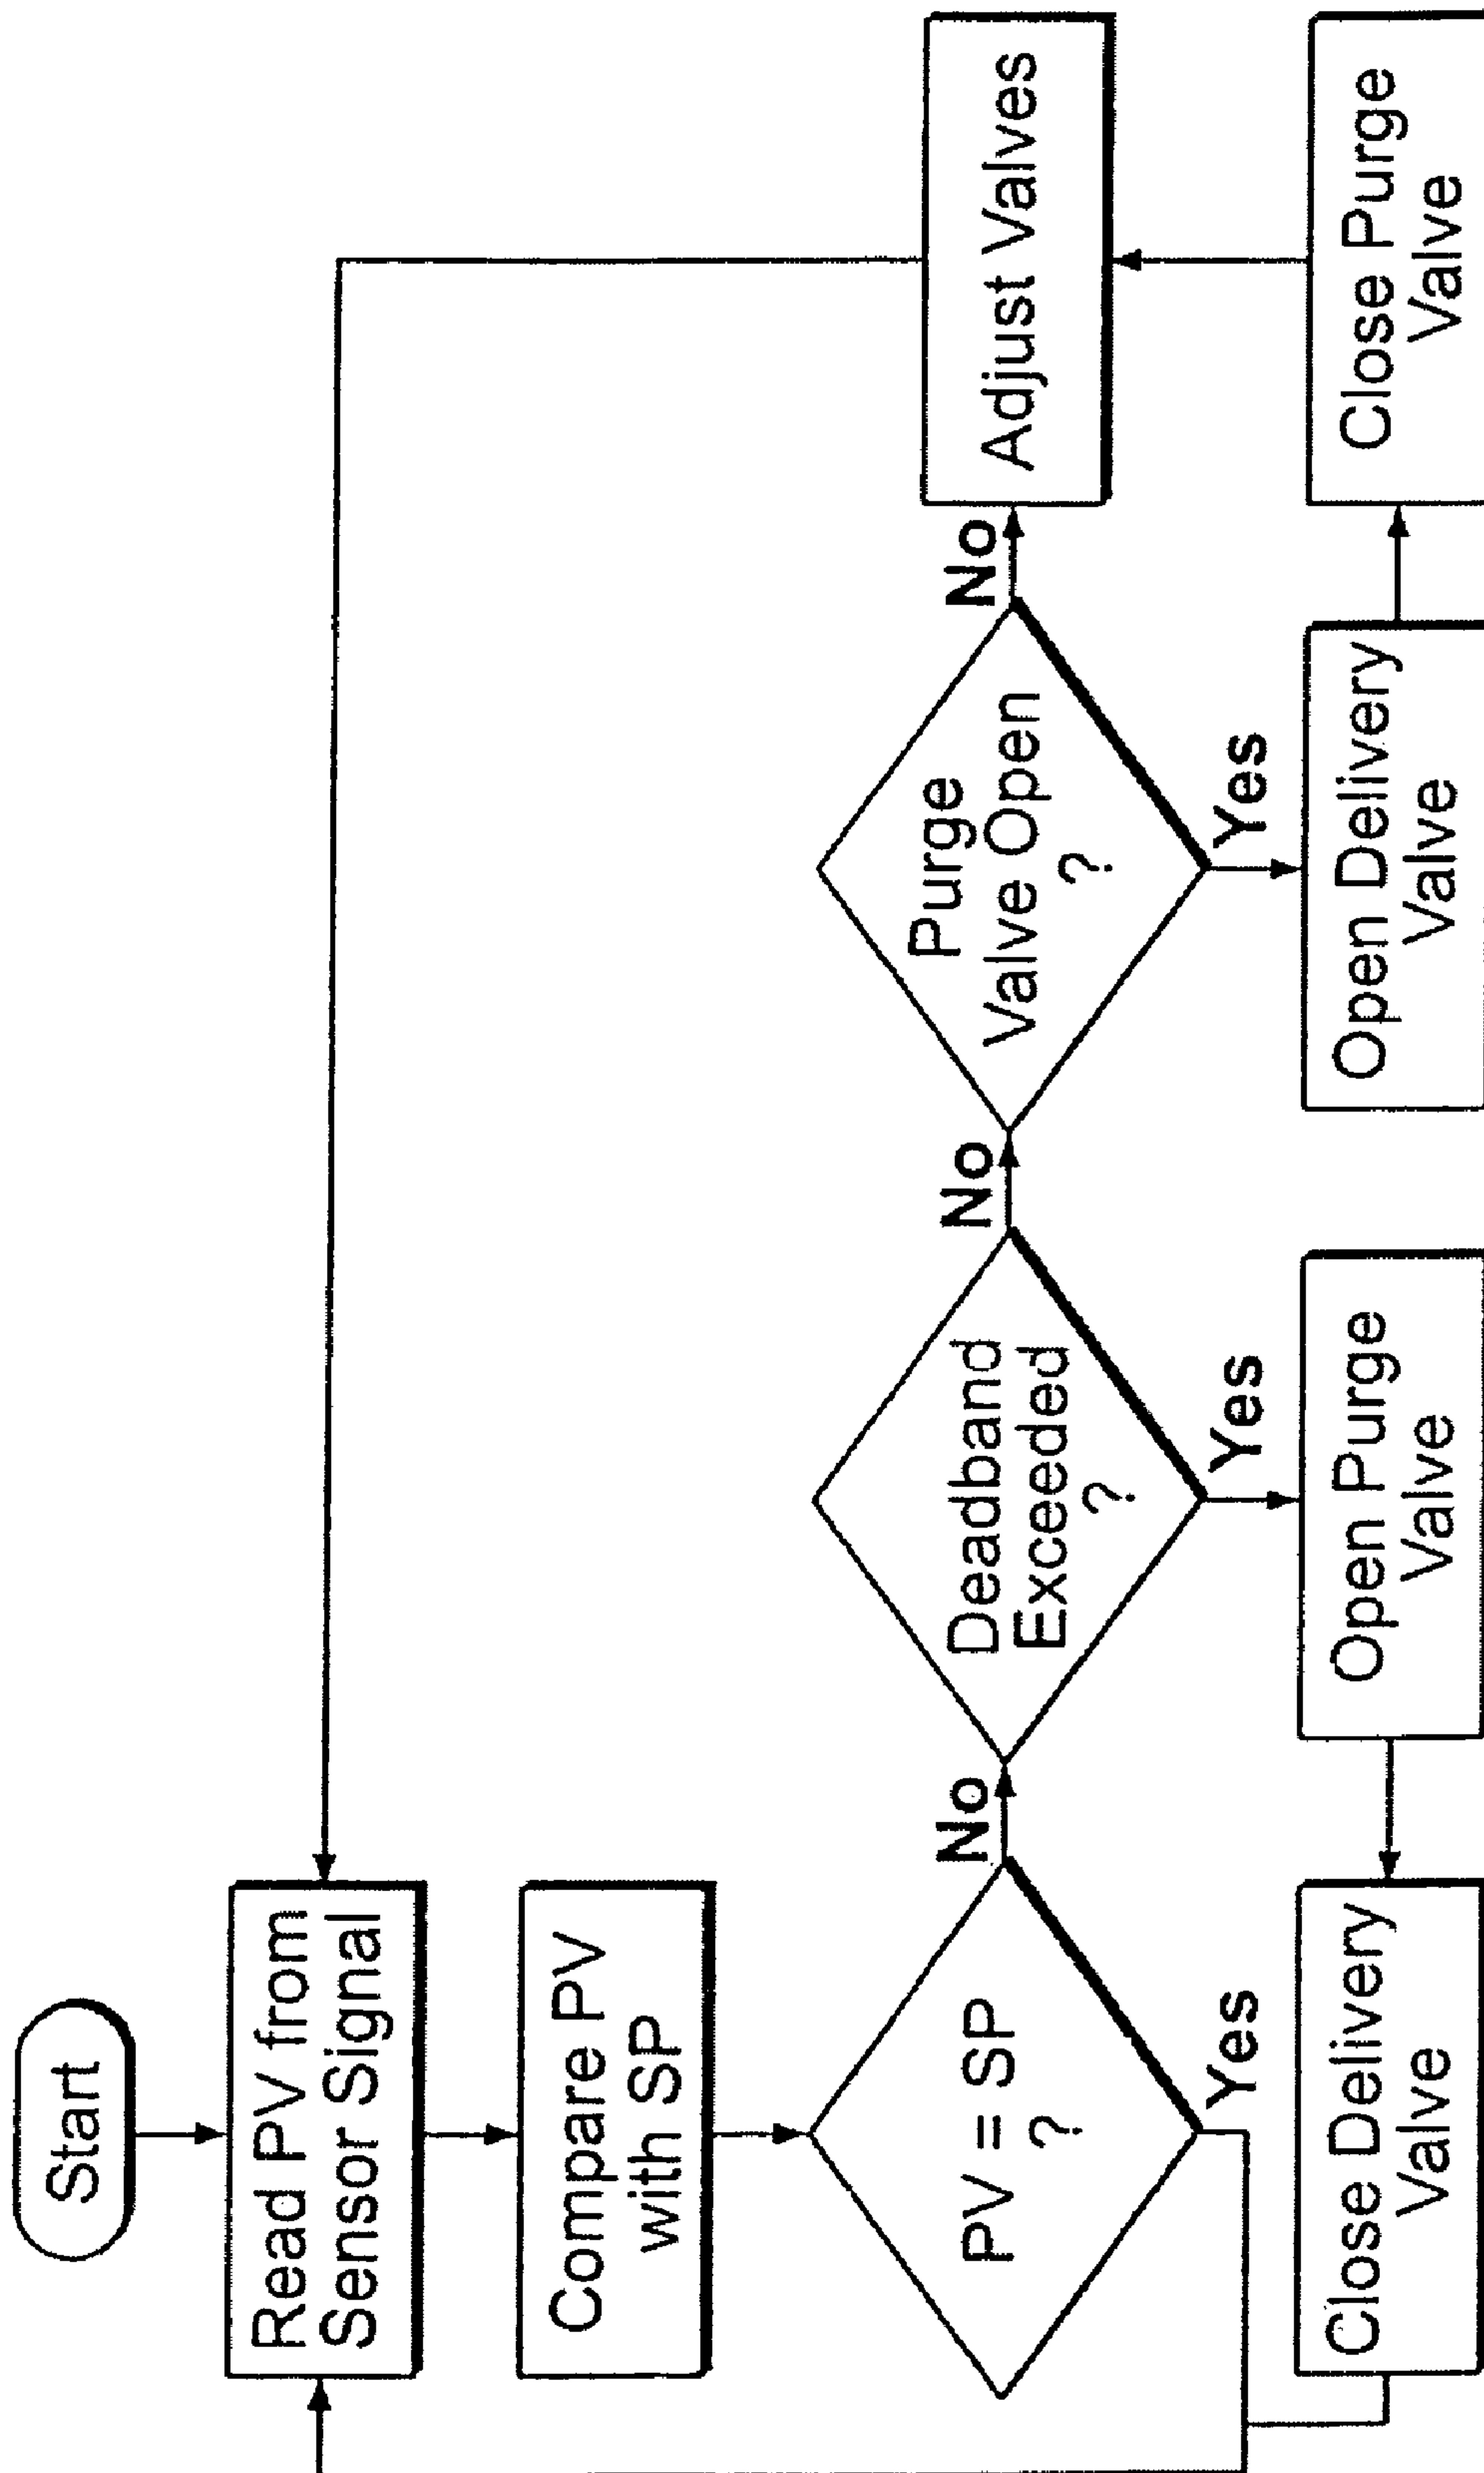 Start
Read PV from
Sensor Signal
Compare PV
with SP
PV = SP
?
No
Yes
Deadband
Exceeded
?
No
Yes
Purge
Valve Open
?
No
Yes
Adjust Valves
Close Delivery
Valve
Open Purge
Valve
Open Delivery
Valve
Close Purge
Valve